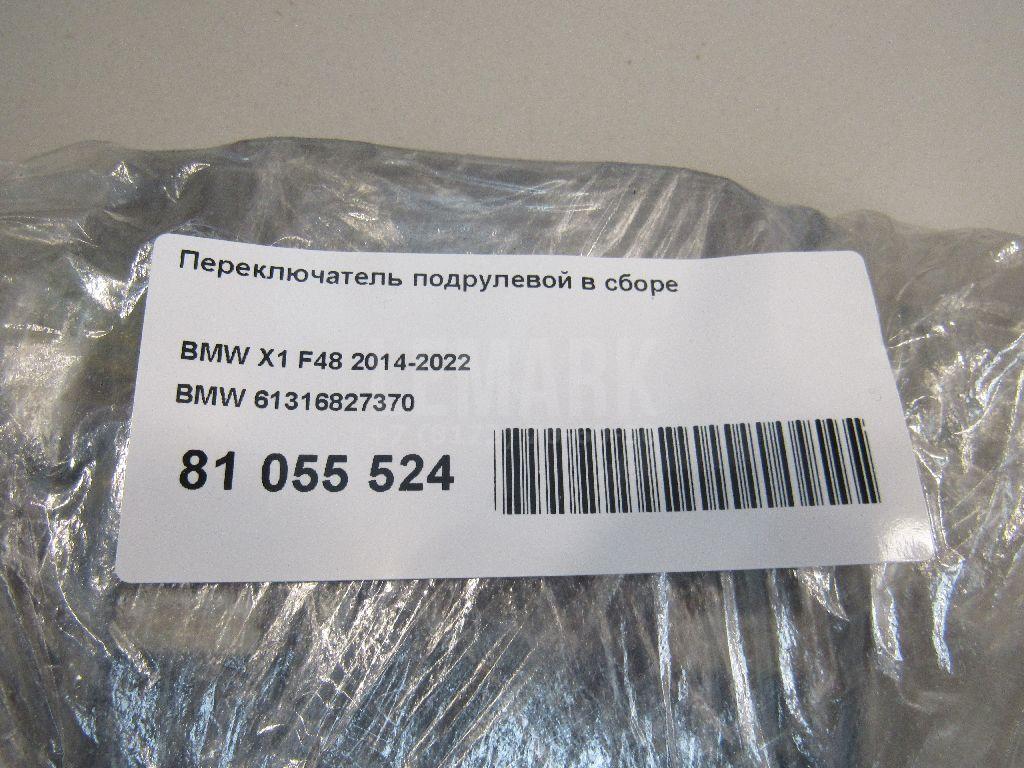 Переключатель подрулевой в сборе
BMW X1 F48 2014-2022
BMW 61316827370
81 055 524